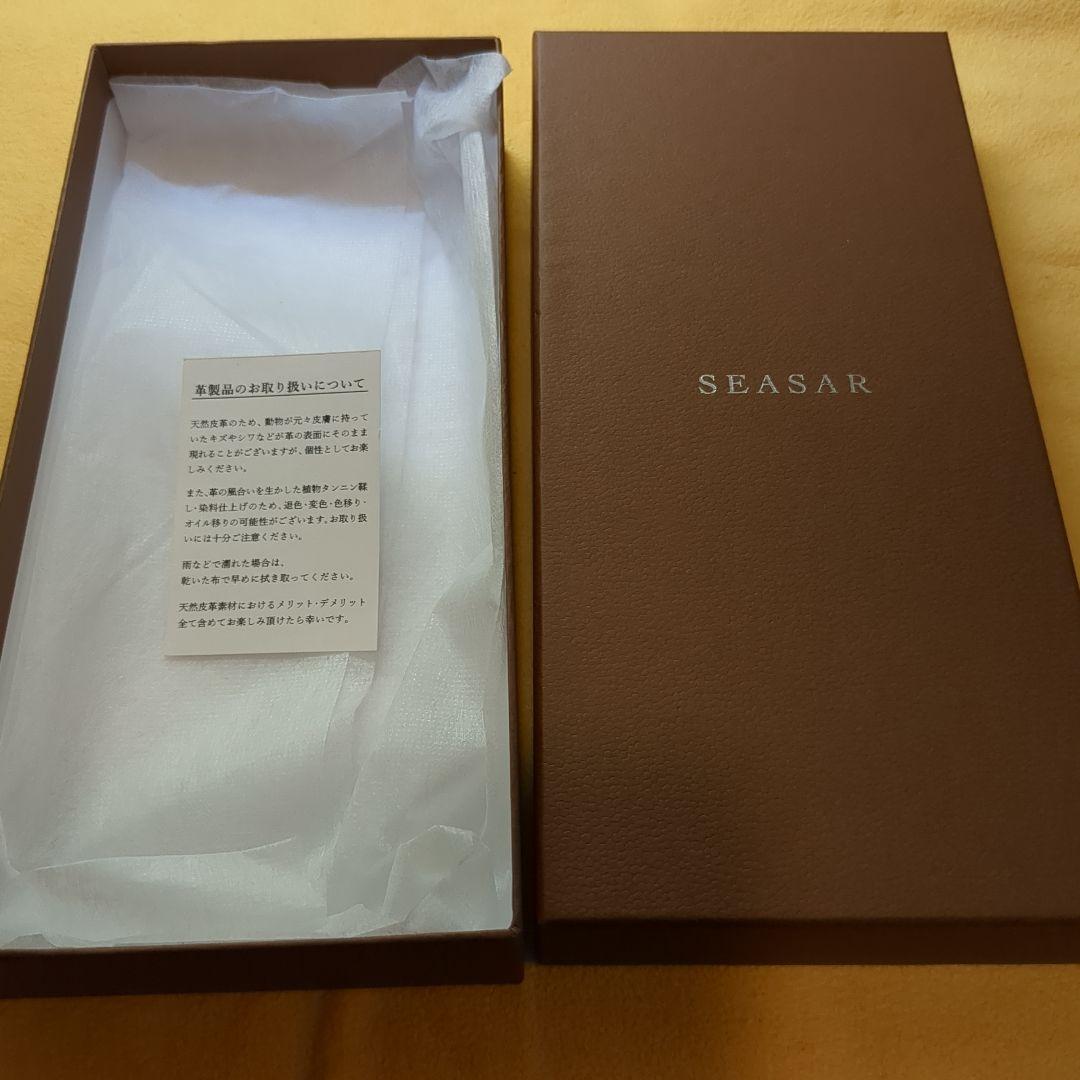 革製品のお取り扱いについて
天然皮革のため、動物が元々皮膚に持って
いたキズやシワなどが革の表面にそのまま
現れることがございますが、個性としてお楽
しみください。
また、革の風合いを生かした植物タンニン鞣
し・染料仕上げのため、退色・変色・色移り・
オイル移りの可能性がございます。お取り扱
いには十分ご注意ください。
雨などで濡れた場合は、
乾いた布で早めに拭き取ってください。
天然皮革素材におけるメリット・デメリット
全て含めてお楽しみ頂けたら幸いです。
SEASAR